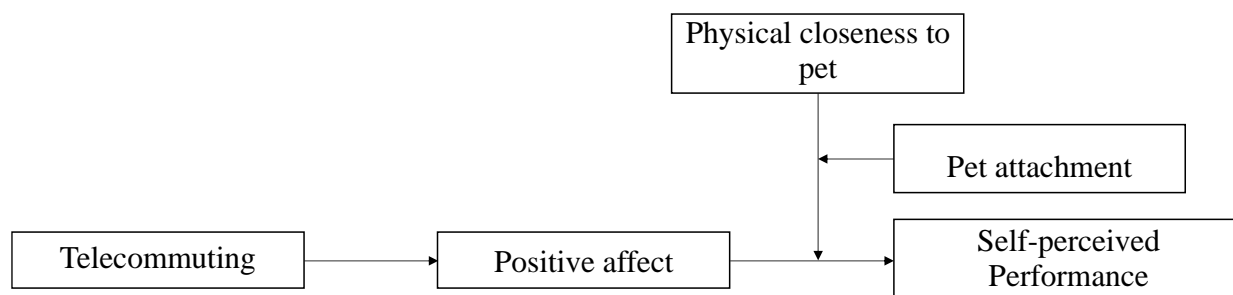 Physical closeness to
pet
Pet attachment
Telecommuting
Positive affect
Self-perceived
Performance